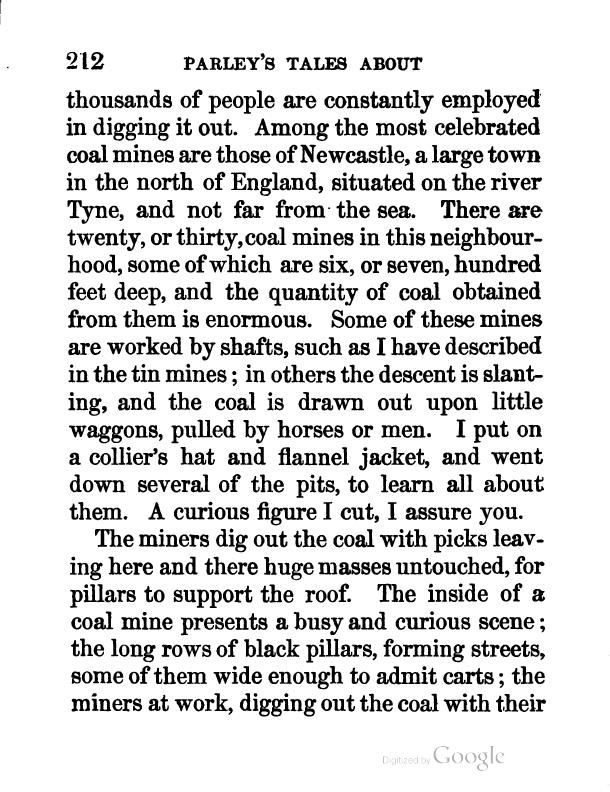 212 PARLEY'S TALES ABOUT
thousands of people are constantly employed
in digging it out. Among the most celebrated
coal mines are those of Newcastle, a large town
in the north of England, situated on the river
Tyne, and not far from the sea. There are
twenty, or thirty, coal mines in this neighbour-
hood, some of which are six, or seven, hundred
feet deep, and the quantity of coal obtained
from them is enormous. Some of these mines
are worked by shafts, such as I have described
in the tin mines; in others the descent is slant-
ing, and the coal is drawn out upon little
waggons, pulled by horses or men. I put on
a collier's hat and flannel jacket, and went
down several of the pits, to learn all about
them. A curious figure I cut, I assure you.
The miners dig out the coal with picks leav-
ing here and there huge masses untouched, for
pillars to support the roof. The inside of a
coal mine presents a busy and curious scene;
the long rows of black pillars, forming streets,
some of them wide enough to admit carts; the
miners at work, digging out the coal with their
Digitized by Google